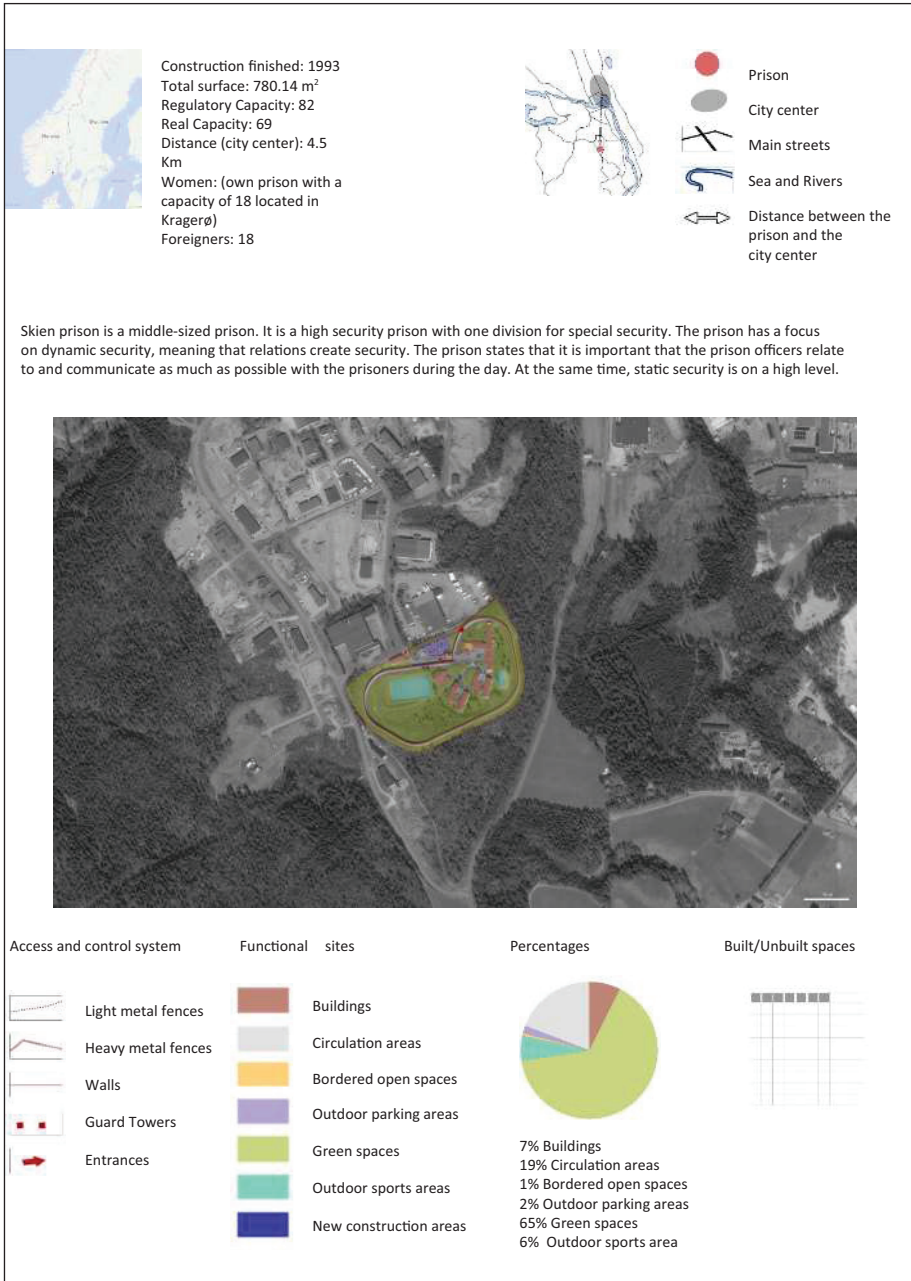 Construction finished: 1993
Total surface: 780.14 m²
Regulatory Capacity: 82
Real Capacity: 69
Distance (city center): 4.5
Km
Women: (own prison with a
capacity of 18 located in
Kragerø)
Foreigners: 18
Prison
City center
Main streets
Sea and Rivers
Distance between the
prison and the
city center
Skien prison is a middle-sized prison. It is a high security prison with one division for special security. The prison has a focus
on dynamic security, meaning that relations create security. The prison states that it is important that the prison officers relate
to and communicate as much as possible with the prisoners during the day. At the same time, static security is on a high level.
Access and control system
Light metal fences
Heavy metal fences
Walls
Guard Towers
Entrances
Functional sites
Buildings
Circulation areas
Bordered open spaces
Outdoor parking areas
Green spaces
Outdoor sports areas
New construction areas
Percentages
7% Buildings
19% Circulation areas
1% Bordered open spaces
2% Outdoor parking areas
65% Green spaces
6% Outdoor sports area
Built/Unbuilt spaces